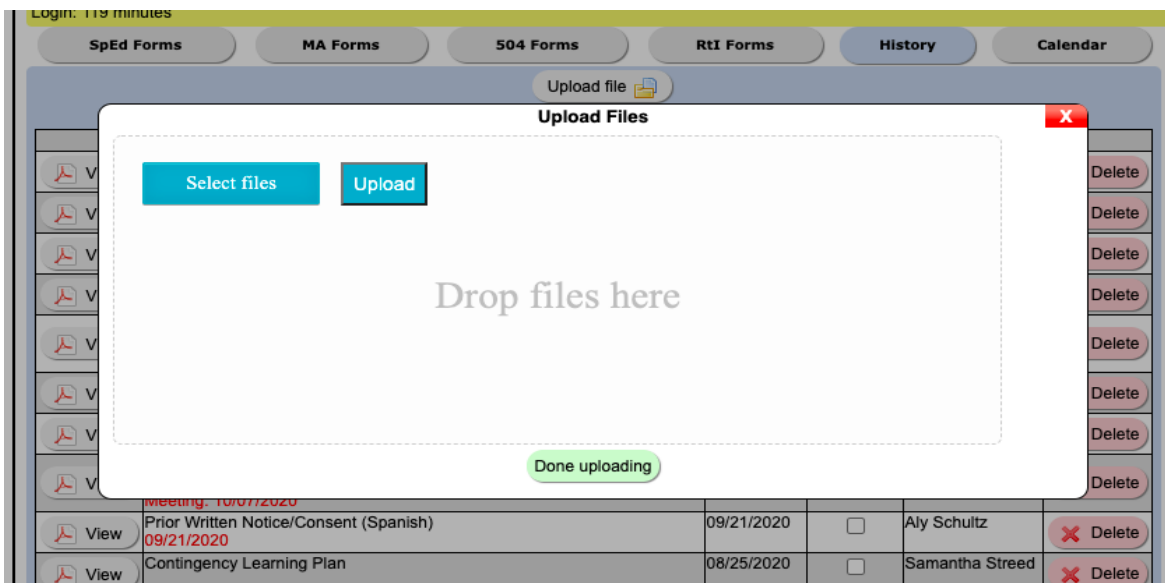 Login: 119 minutes
SpEd Forms MA Forms 504 Forms RtI Forms History Calendar
Upload file
Upload Files X
Select files Upload
Delete
Delete
Delete
Drop files here Delete
Delete
Delete
Delete
Done uploading
Delete
Meeting: 10/07/2020
View Prior Written Notice/Consent (Spanish) 09/21/2020 Aly Schultz Delete
09/21/2020
View Contingency Learning Plan 08/25/2020 Samantha Streed Delete